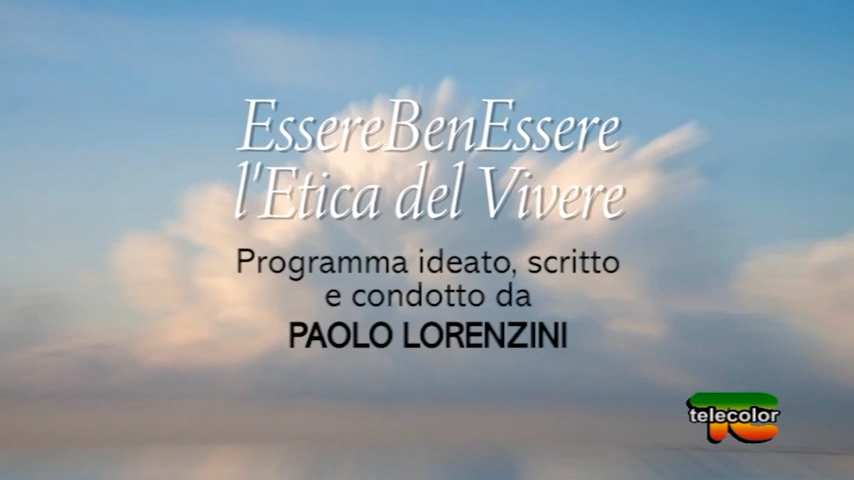 EssereBenEssere
l'Etica del Vivere
Programma ideato, scritto
e condotto da
PAOLO LORENZINI
telecolor